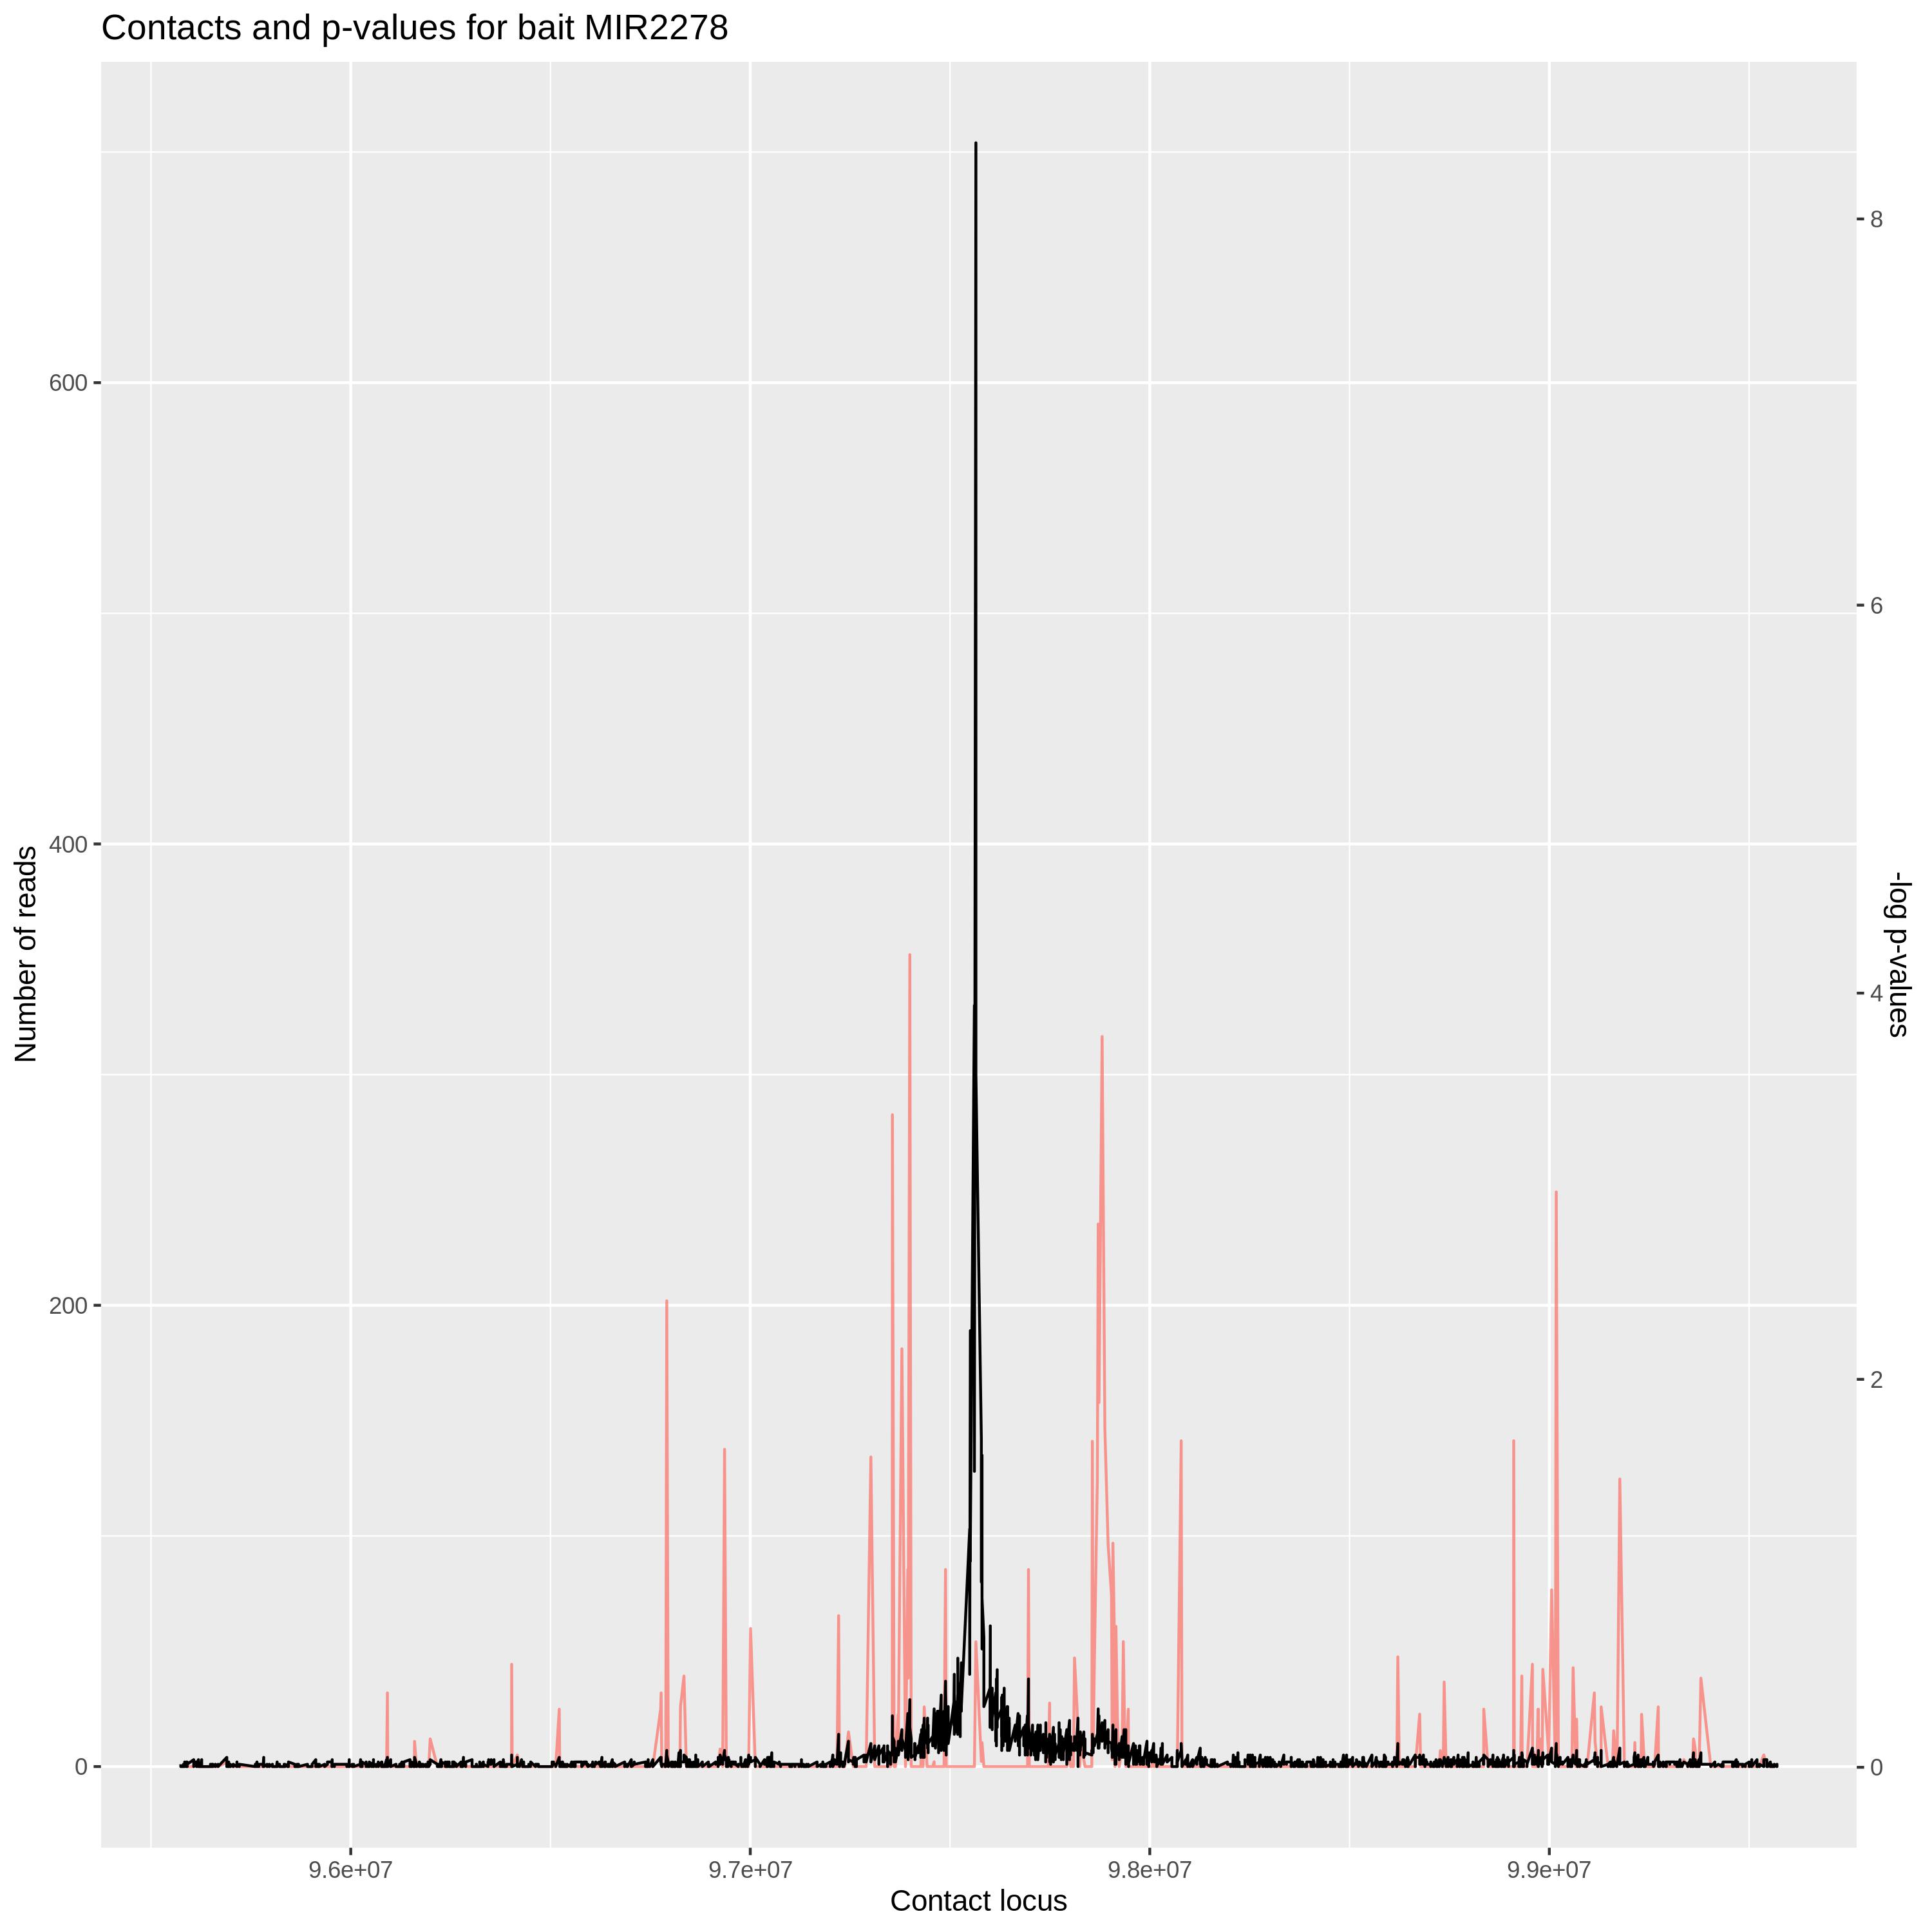 Contacts and p-values for bait MIR2278
8
600
6
400
Number of reads
-log p-values
4
200
2
0
0
9.6e+07
9.7e+07
9.8e+07
9.9e+07
Contact locus